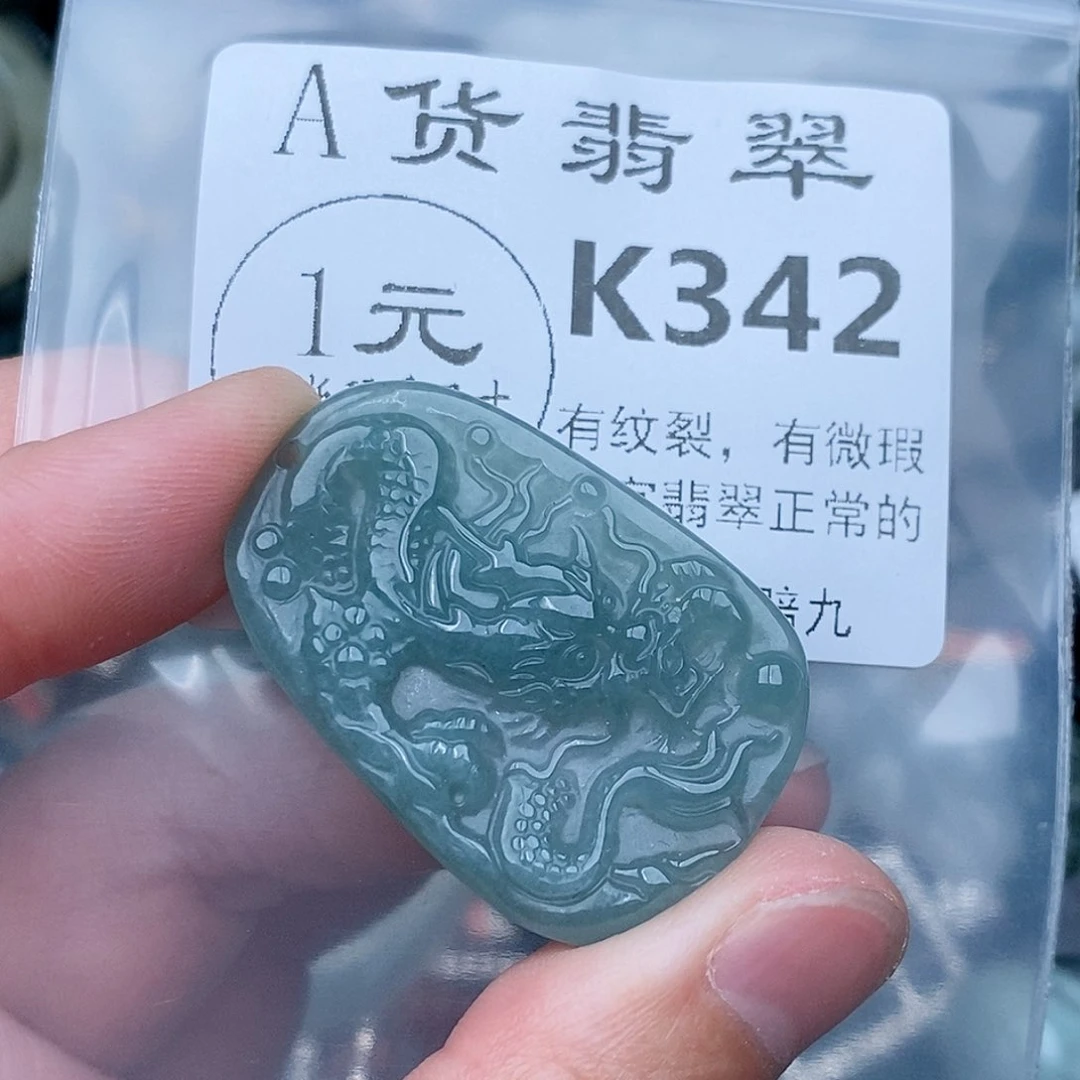 A货翡翠
1元
K342
有纹裂，有微瑕
翡翠正常的
赔九